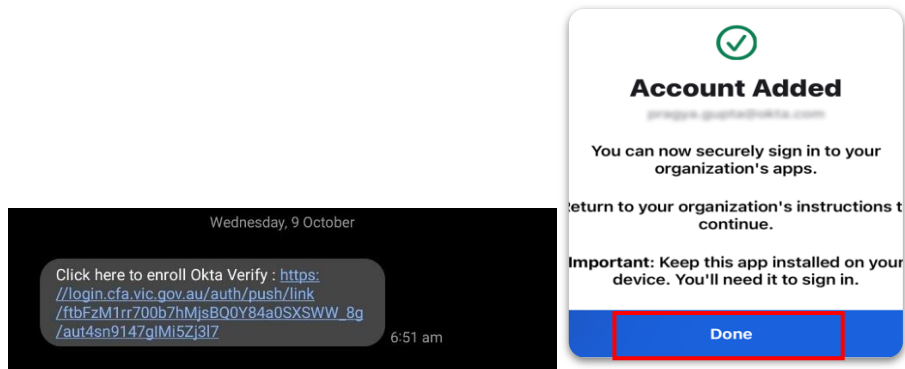 Wednesday, 9 October
Click here to enroll Okta Verify : https:
//login.cfa.vic.gov.au/auth/push/link
/ftbFzM1rr700b7hMjsBQ0Y84a0SXSWW_8g
/aut4sn9147gIMi5Zj3l7
6:51 am
Account Added
You can now securely sign in to your
organization's apps.
Return to your organization's instructions t
continue.
Important: Keep this app installed on your
device. You'll need it to sign in.
Done